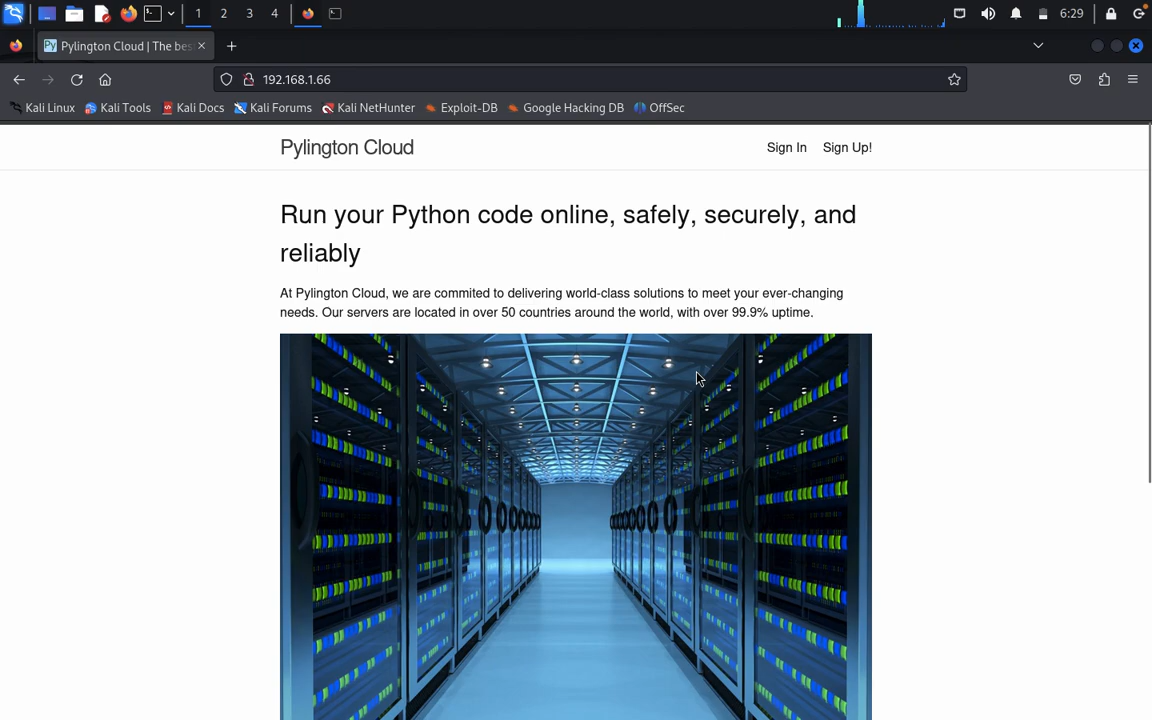 1 2 3 4 6:29
Pylington Cloud | The bes
192.168.1.66
Kali Linux Kali Tools Kali Docs Kali Forums Kali NetHunter Exploit-DB Google Hacking DB OffSec
Pylington Cloud Sign In Sign Up!
Run your Python code online, safely, securely, and
reliably
At Pylington Cloud, we are commited to delivering world-class solutions to meet your ever-changing
needs. Our servers are located in over 50 countries around the world, with over 99.9% uptime.